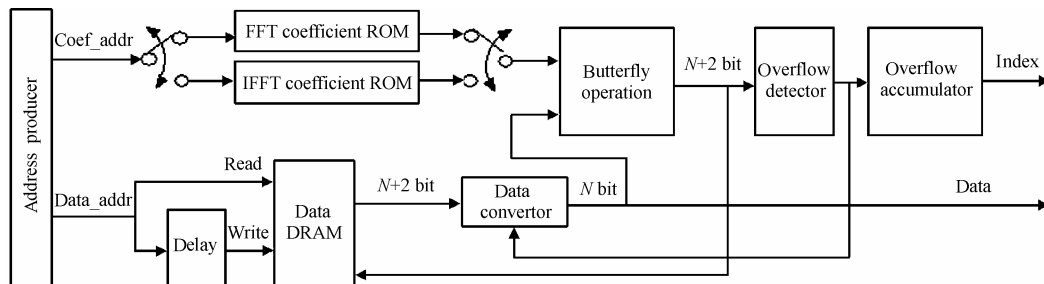 Address producer
Coef_addr
FFT coefficient ROM
IFFT coefficient ROM
Butterfly
operation
N+2 bit
Overflow
detector
Overflow
accumulator
Index
Data_addr
Read
Delay
Write
Data
DRAM
N+2 bit
Data
convertor
N bit
Data